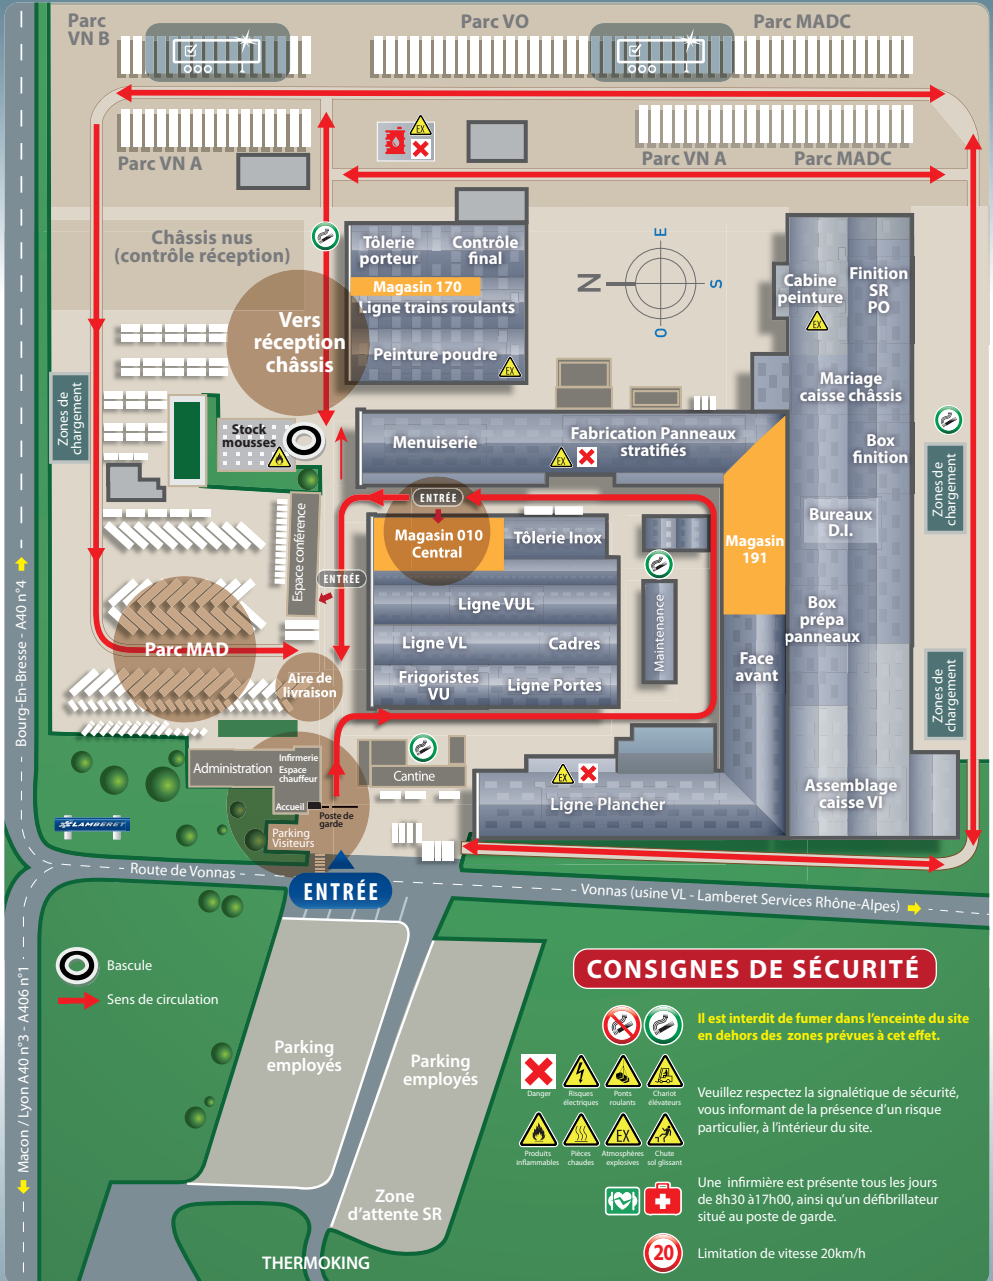 Parc
VN B
Parc VO
Parc MADC
EX
Parc VN A
Parc VN A
Parc MADC
Châssis nus
(contrôle réception)
E
N
S
O
Tôlerie
porteur
Contrôle
final
Magasin 170
Ligne trains roulants
Peinture poudre
EX
Cabine
peinture
EX
Finition
SR
PO
Vers
réception
châssis
Mariage
caisse châssis
Zones de
chargement
Stock
mousses
Menuiserie
Fabrication Panneaux
stratifiés
EX
Box
finition
Zones de
chargement
ENTRÉE
Magasin 010
Central
Tôlerie Inox
Magasin
191
Bureaux
D.I.
Espace conférence
ENTRÉE
Ligne VUL
Maintenance
Box
prépa
panneaux
Ligne VL
Cadres
Parc MAD
Aire de
livraison
Frigoristes
VU
Ligne Portes
Face
avant
Zones de
chargement
Administration
Infirmerie
Espace
chauffeur
Cantine
EX
Ligne Plancher
Assemblage
caisse VI
Accueil
Poste de
garde
Parking
Visiteurs
LAMBERET
Bourg-En-Bresse - A40 n°4
Route de Vonnas
ENTRÉE
Vonnas (usine VL - Lamberet Services Rhône-Alpes)
Macon / Lyon A40 n°3 - A406 n°1
Bascule
Sens de circulation
Parking
employés
Parking
employés
Zone
d'attente SR
THERMOKING
CONSIGNES DE SÉCURITÉ
Il est interdit de fumer dans l'enceinte du site
en dehors des zones prévues à cet effet.
Danger
Risques
électriques
Ponts
roulants
Chariot
élévateurs
EX
Produits
inflammables
Pièces
chaudes
Atmosphères
explosives
Chute
sol glissant
Veuillez respectez la signalétique de sécurité,
vous informant de la présence d'un risque
particulier, à l'intérieur du site.
Une infirmière est présente tous les jours
de 8h30 à17h00, ainsi qu'un défibrillateur
situé au poste de garde.
20
Limitation de vitesse 20km/h